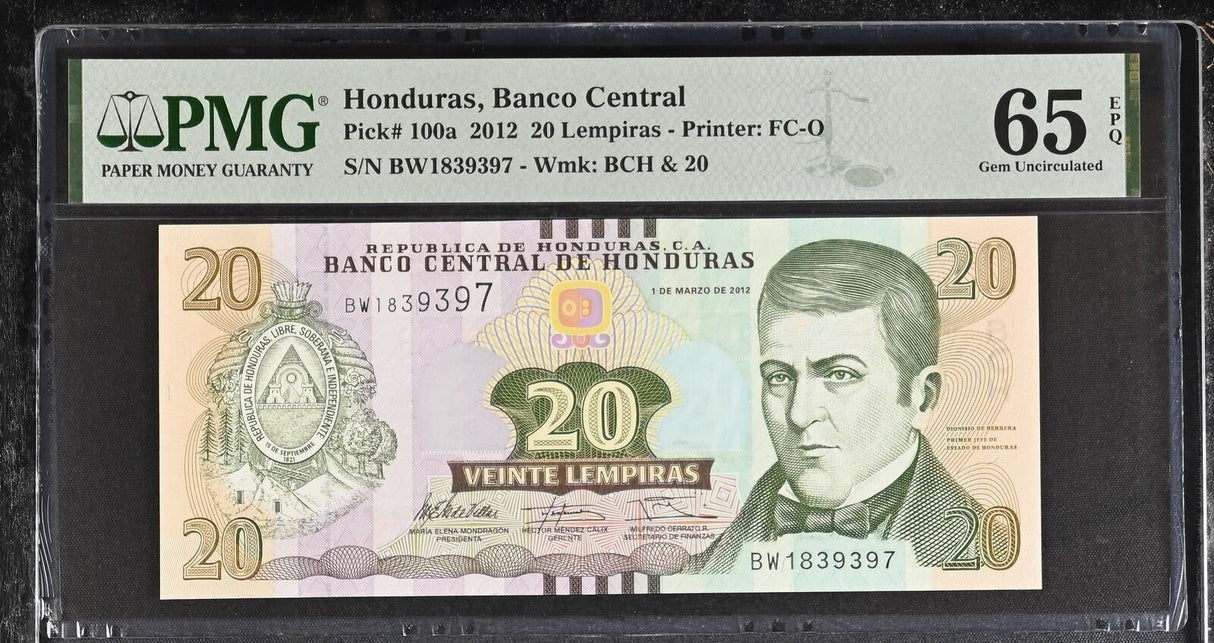 PMG®
PAPER MONEY GUARANTY
Honduras, Banco Central
Pick# 100a 2012 20 Lempiras - Printer: FC-O
S/N BW1839397 - Wmk: BCH & 20
65
EPQ
Gem Uncirculated
20
REPUBLICA DE HONDURAS, C.A.
BANCO CENTRAL DE HONDURAS
20
BW1839397
1 DE MARZO DE 2012
REPUBLICA DE HONDURAS, LIBRE, SOBERANA E INDEPENDIENTE
15 DE SEPTIEMBRE
1821
20
DIONISIO DE HERRERA
PRIMER JEFE DE
ESTADO DE HONDURAS
VEINTE LEMPIRAS
MARIA ELENA MONDRAGÓN
PRESIDENTA
HECTOR MÉNDEZ CÁLIX
GERENTE
WILFREDO CERRATO R.
SECRETARIO DE FINANZAS
20
BW1839397
20